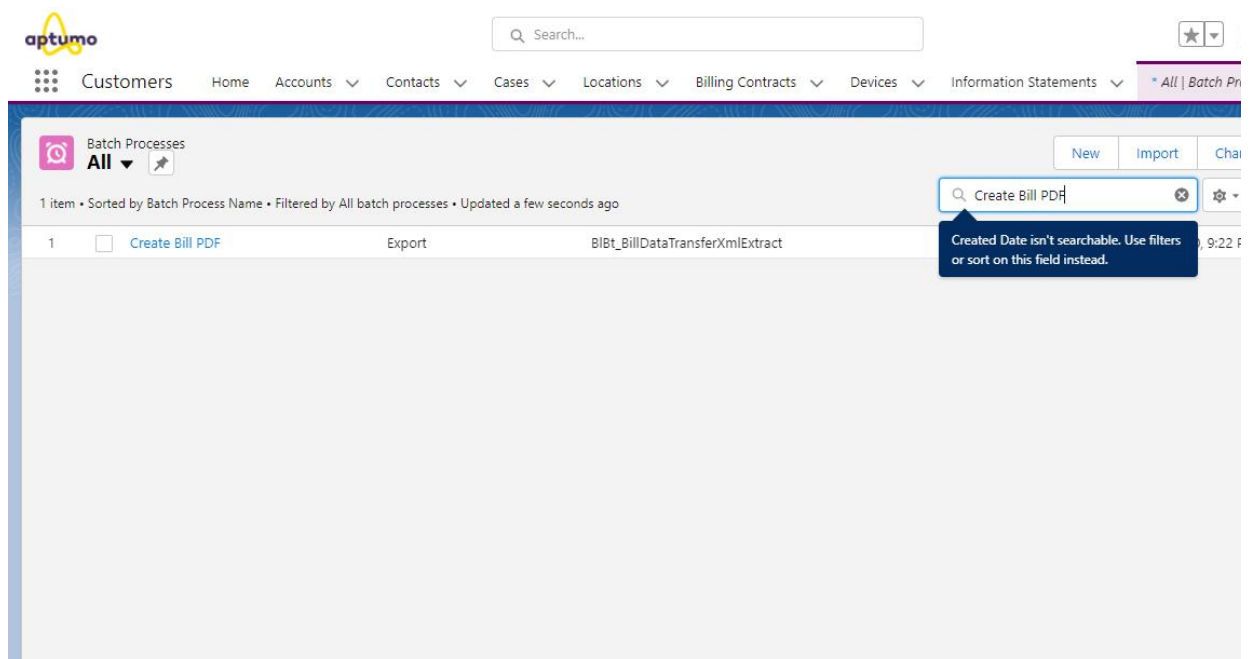 aptumo
Search...
Customers Home Accounts Contacts Cases Locations Billing Contracts Devices Information Statements * All | Batch Pr
Batch Processes
All
New Import Cha
1 item • Sorted by Batch Process Name • Filtered by All batch processes • Updated a few seconds ago
Create Bill PDF
1 Create Bill PDF Export BlBt_BillDataTransferXmlExtract , 9:22 P
Created Date isn't searchable. Use filters
or sort on this field instead.